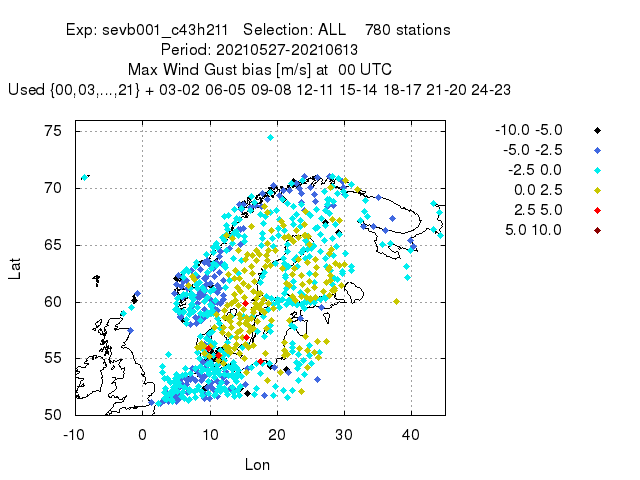 Exp: sevb001_c43h211   Selection: ALL    780 stations
Period: 20210527-20210613
Max Wind Gust bias [m/s] at  00 UTC
Used {00,03,...,21} + 03-02 06-05 09-08 12-11 15-14 18-17 21-20 24-23
-10.0 -5.0
-5.0 -2.5
-2.5 0.0
0.0 2.5
2.5 5.0
5.0 10.0
75
70
65
60
55
50
Lat
-10 0 10 20 30 40
Lon